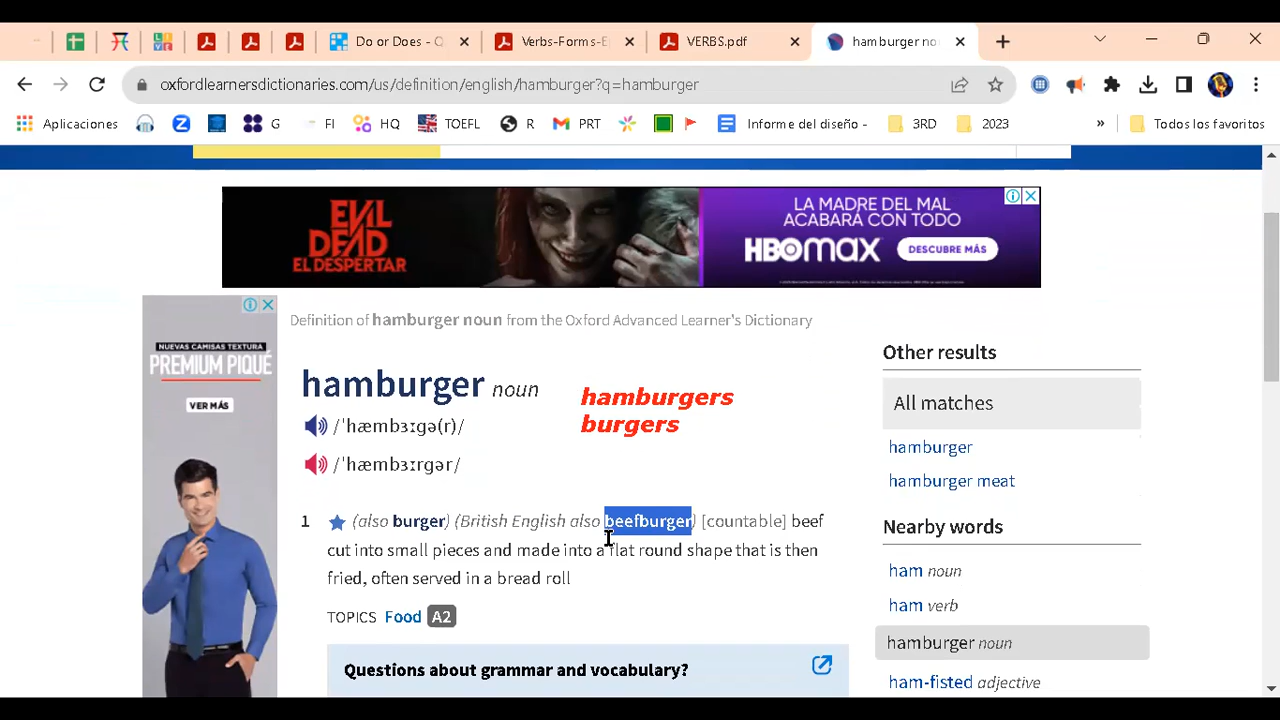 Do or Does - Q
Verbs-Forms-E
VERBS.pdf
hamburger no
oxfordlearnersdictionaries.com/us/definition/english/hamburger?q=hamburger
Aplicaciones
G
FI
HQ
TOEFL
R
PRT
Informe del diseño -
3RD
2023
»
Todos los favoritos
EVIL
DEAD
EL DESPERTAR
LA MADRE DEL MAL
ACABARÁ CON TODO
HBOMAX
DESCUBRE MÁS
NUEVAS CAMISAS TEXTURA
PREMIUM PIQUÉ
VER MÁS
Definition of hamburger noun from the Oxford Advanced Learner's Dictionary
hamburger noun
hamburgers
burgers
/ˈhæmbɜːɡə(r)/
/ˈhæmbɜːrɡər/
1 (also burger) (British English also beefburger) [countable] beef
cut into small pieces and made into a flat round shape that is then
fried, often served in a bread roll
TOPICS Food A2
Questions about grammar and vocabulary?
Other results
All matches
hamburger
hamburger meat
Nearby words
ham noun
ham verb
hamburger noun
ham-fisted adjective